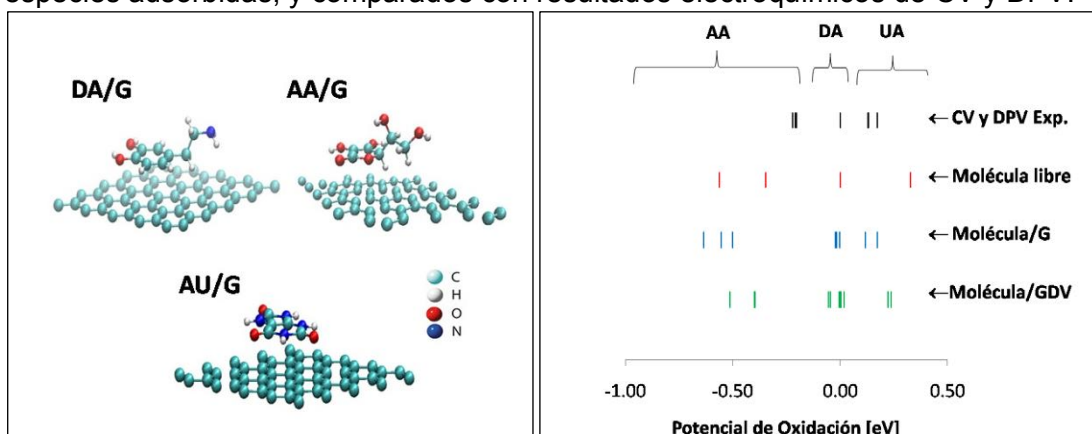 especies adsorbidas, y comparados con resultados electroquímicos de CV y DPV.
DA/G
AA/G
AU/G
C
H
O
N
AA
DA
UA
←CV y DPV Exp.
←Molécula libre
←Molécula/G
←Molécula/GDV
-1.00
-0.50
0.00
0.50
Potencial de Oxidación [eV]